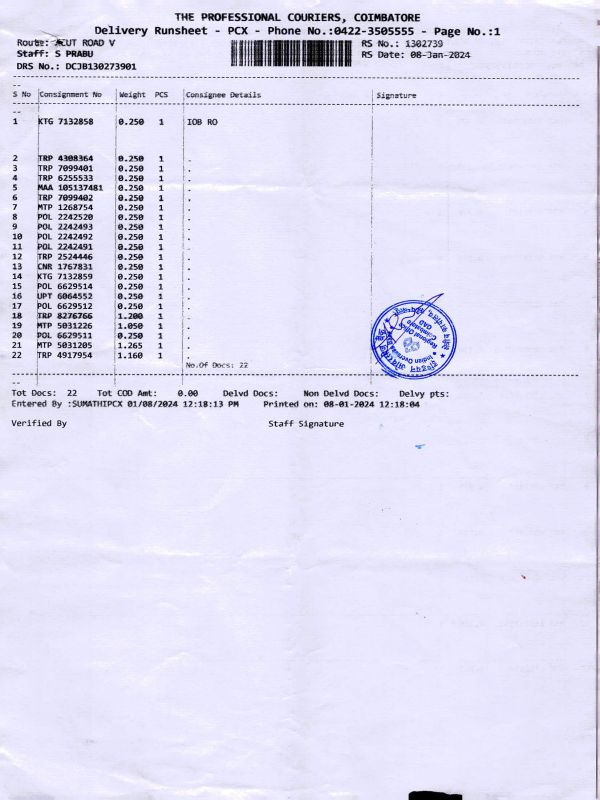 THE PROFESSIONAL COURIERS, COIMBATORE
Delivery Runsheet - PCX - Phone No.:0422-3505555 - Page No.:1
Route: CUT ROAD V RS No.: 1302739
Staff: S PRABU RS Date: 08-Jan-2024
DRS No.: DCJB130273901
S No Consignment No Weight PCS Consignee Details Signature
1 KTG 7132858 0.250 1 IOB RO
2 TRP 4308364 0.250 1 .
3 TRP 7099401 0.250 1 .
4 TRP 6255533 0.250 1 .
5 MAA 105137481 0.250 1 .
6 TRP 7099402 0.250 1 .
7 MTP 1268754 0.250 1 .
8 POL 2242520 0.250 1 .
9 POL 2242493 0.250 1 .
10 POL 2242492 0.250 1 .
11 POL 2242491 0.250 1 .
12 TRP 2524446 0.250 1 .
13 CNR 1767831 0.250 1 .
14 KTG 7132859 0.250 1 .
15 POL 6629514 0.250 1 .
16 UPT 6064552 0.250 1 .
17 POL 6629512 0.250 1 .
18 TRP 8276766 1.200 1 .
19 MTP 5031226 1.050 1 .
20 POL 6629511 0.250 1 .
21 MTP 5031205 1.265 1 .
22 TRP 4917954 1.160 1 .
No.Of Docs: 22
Indian Overseas
Regional Office
Coimbatore
GAD
Tot Docs: 22 Tot COD Amt: 0.00 Delvd Docs: Non Delvd Docs: Delvy pts:
Entered By :SUMATHIPCX 01/08/2024 12:18:13 PM Printed on: 08-01-2024 12:18:04
Verified By Staff Signature